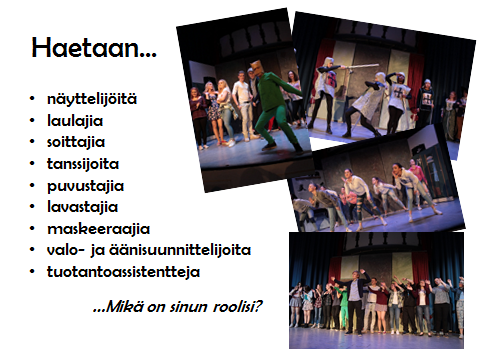 Haetaan...
• näyttelijöitä
• laulajia
• soittajia
• tanssijoita
• puvustajia
• lavastajia
• maskeeraajia
• valo- ja äänisuunnittelijoita
• tuotantoassistentteja
...Mikä on sinun roolisi?